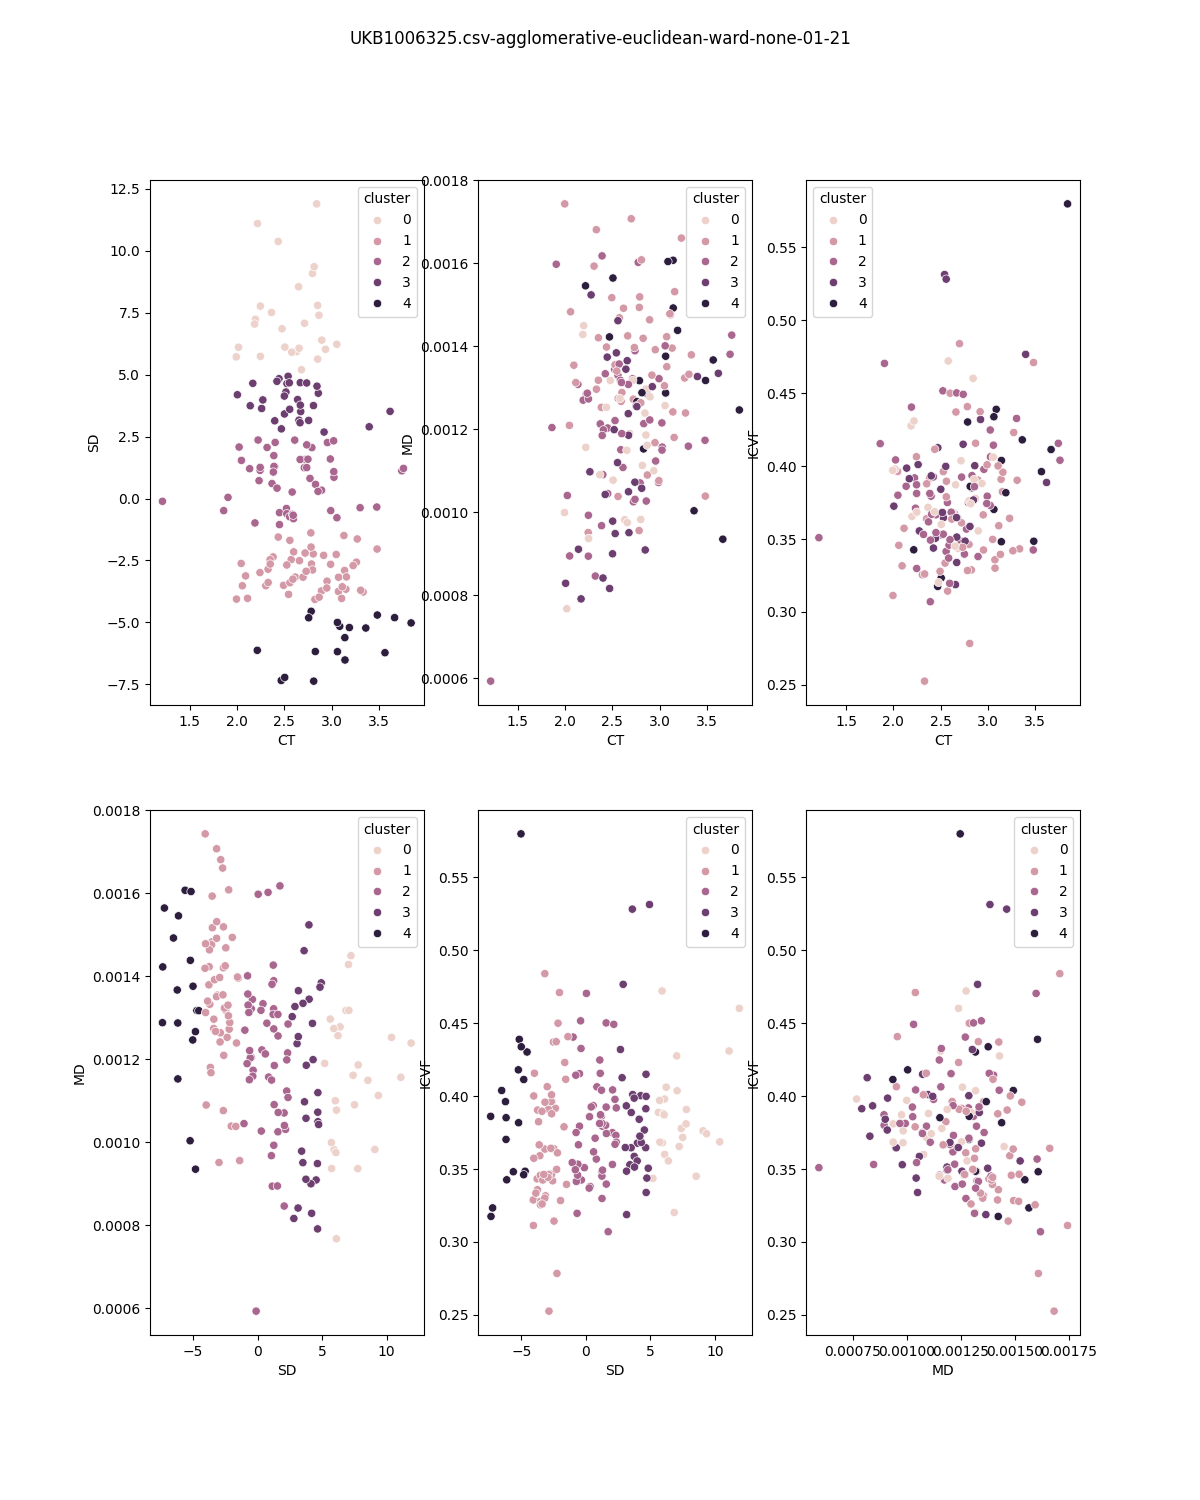 UKB1006325.csv-agglomerative-euclidean-ward-none-01-21
12.5
10.0
7.5
5.0
2.5
0.0
−2.5
−5.0
−7.5
SD
cluster
0
1
2
3
4
1.5 2.0 2.5 3.0 3.5
CT
0.0018
0.0016
0.0014
0.0012
0.0010
0.0008
0.0006
MD
cluster
0
1
2
3
4
1.5 2.0 2.5 3.0 3.5
CT
0.55
0.50
0.45
0.40
0.35
0.30
0.25
ICVF
cluster
0
1
2
3
4
1.5 2.0 2.5 3.0 3.5
CT
0.0018
0.0016
0.0014
0.0012
0.0010
0.0008
0.0006
MD
cluster
0
1
2
3
4
−5 0 5 10
SD
0.55
0.50
0.45
0.40
0.35
0.30
0.25
ICVF
cluster
0
1
2
3
4
−5 0 5 10
SD
0.55
0.50
0.45
0.40
0.35
0.30
0.25
ICVF
cluster
0
1
2
3
4
0.00075 0.00100 0.00125 0.00150 0.00175
MD